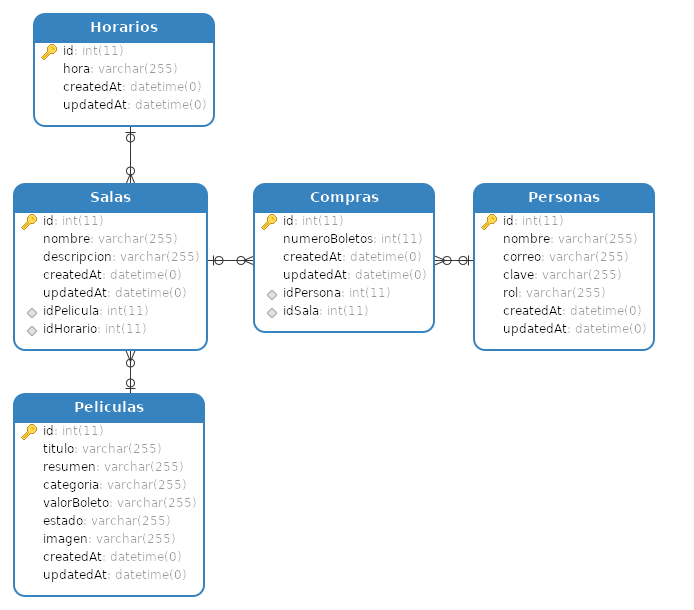 Horarios
id: int(11)
hora: varchar(255)
createdAt: datetime(0)
updatedAt: datetime(0)
Salas
id: int(11)
nombre: varchar(255)
descripcion: varchar(255)
createdAt: datetime(0)
updatedAt: datetime(0)
idPelicula: int(11)
idHorario: int(11)
Compras
id: int(11)
numeroBoletos: int(11)
createdAt: datetime(0)
updatedAt: datetime(0)
idPersona: int(11)
idSala: int(11)
Personas
id: int(11)
nombre: varchar(255)
correo: varchar(255)
clave: varchar(255)
rol: varchar(255)
createdAt: datetime(0)
updatedAt: datetime(0)
Peliculas
id: int(11)
titulo: varchar(255)
resumen: varchar(255)
categoria: varchar(255)
valorBoleto: varchar(255)
estado: varchar(255)
imagen: varchar(255)
createdAt: datetime(0)
updatedAt: datetime(0)